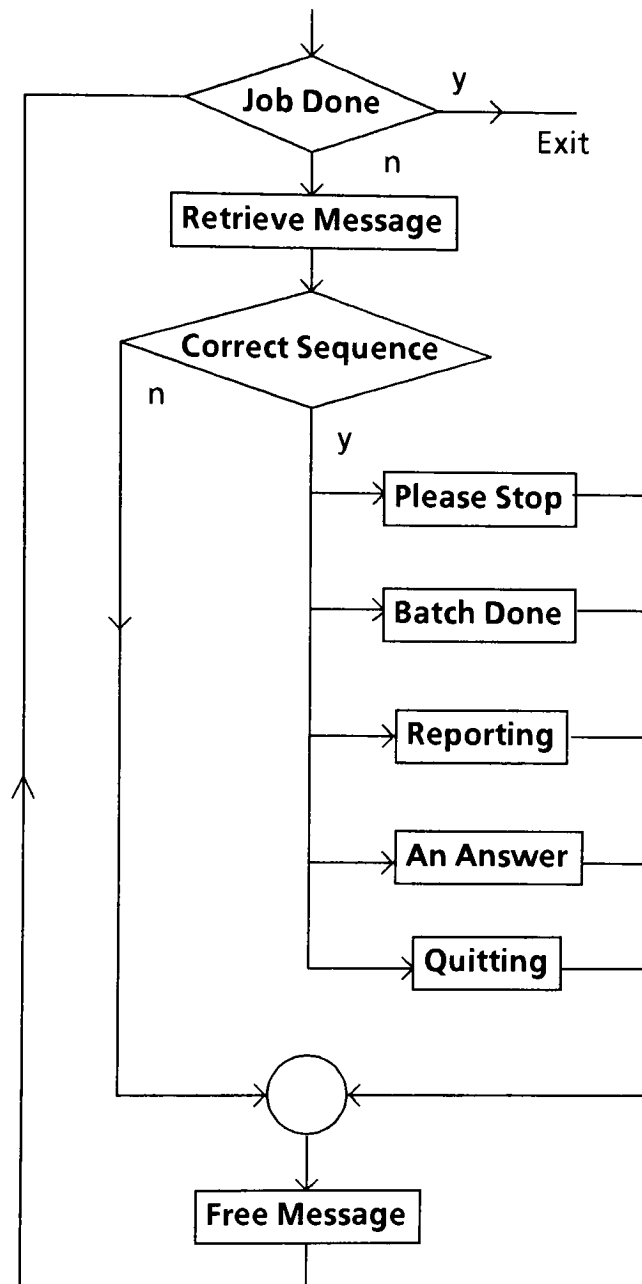 Job Done
y
Exit
n
Retrieve Message
Correct Sequence
n
y
Please Stop
Batch Done
Reporting
An Answer
Quitting
Free Message